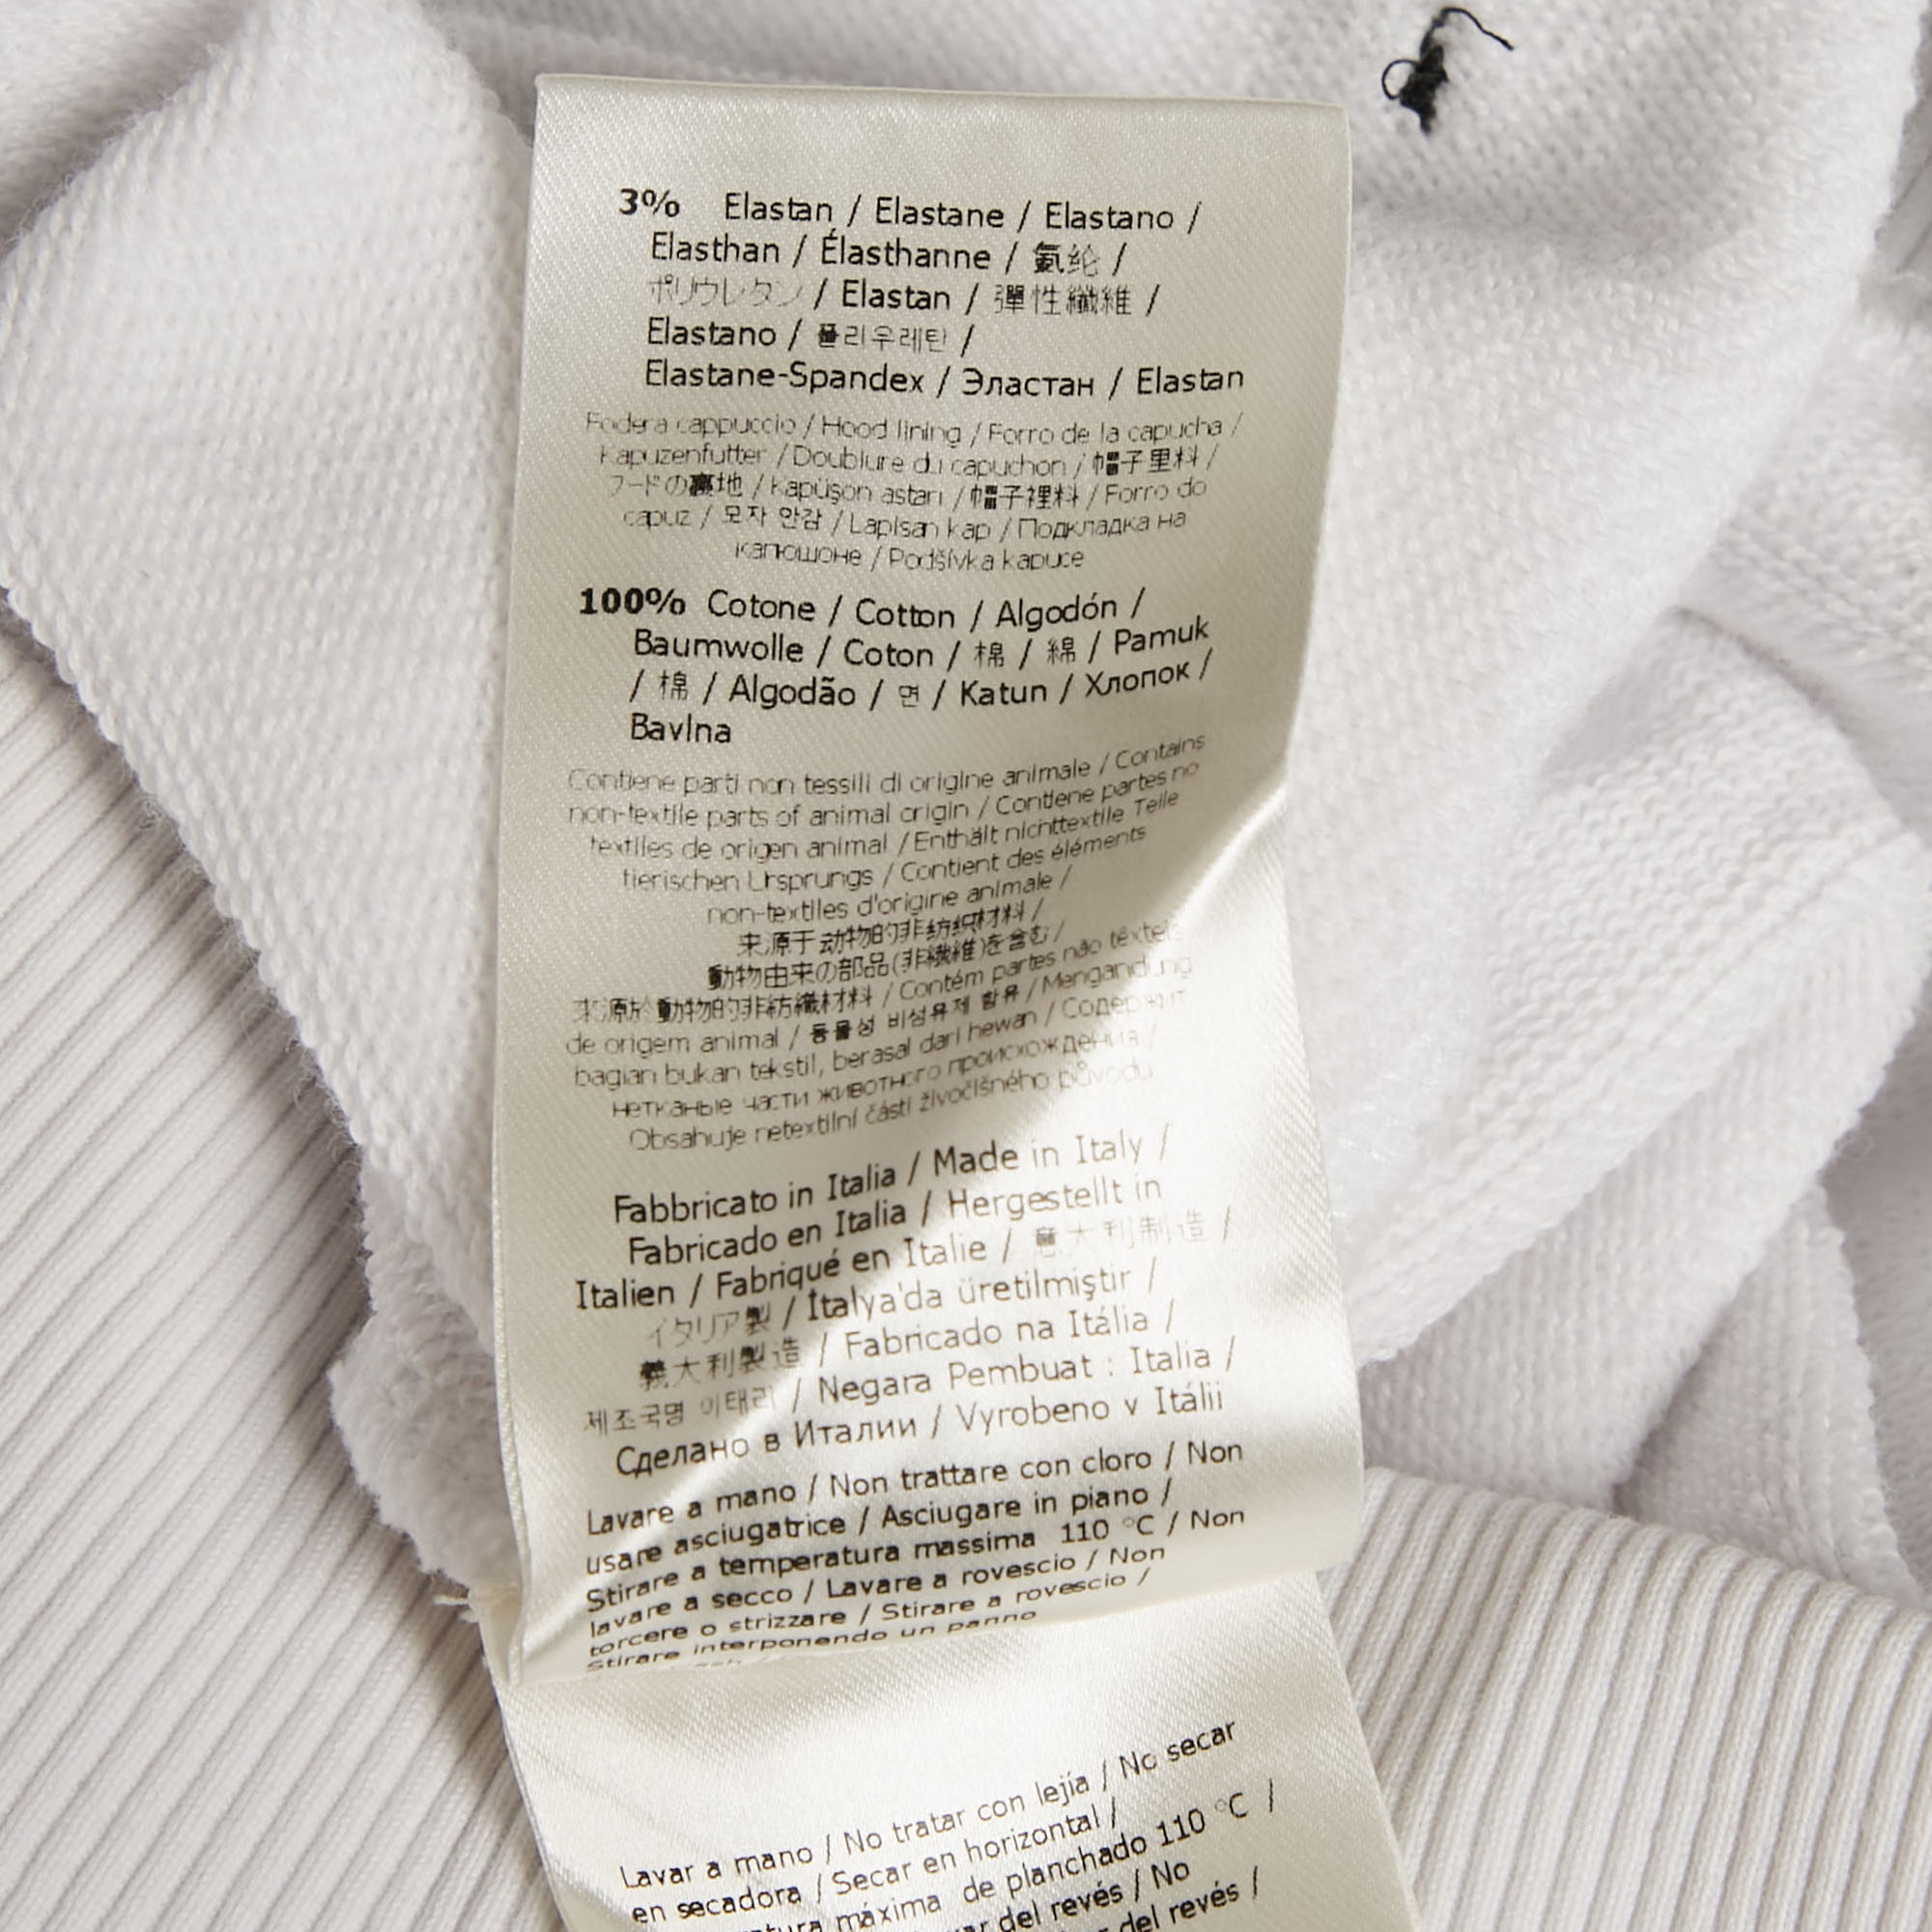 3% Elastan / Elastane / Elastano /
Elasthan / Élasthanne / 氨纶 /
ポリウレタン / Elastan / 彈性纖維 /
Elastano / 폴리우레탄 /
Elastane-Spandex / Эластан / Elastan
Fodera cappuccio / Hood lining / Forro de la capucha /
Kapuzenfutter / Doublure du capuchon / 帽子里料 /
フードの裏地 / Kapüşon astarı / 帽子裡料 / Forro do
capuz / 모자 안감 / Lapisan kap / Подкладка на
капюшоне / Podšívka kapuce
100% Cotone / Cotton / Algodón /
Baumwolle / Coton / 棉 / 綿 / Pamuk
/ 棉 / Algodão / 면 / Katun / Хлопок /
Bavlna
Contiene parti non tessili di origine animale / Contains
non-textile parts of animal origin / Contiene partes no
textiles de origen animal / Enthält nichttextile Teile
tierischen Ursprungs / Contient des éléments
non-textiles d'origine animale /
来源于动物的非纺织材料 /
動物由来の部品(非繊維)を含む /
來源於動物的非紡織材料 / Contém partes não têxteis
de origem animal / 동물성 비섬유제 함유 / Mengandung
bagian bukan tekstil, berasal dari hewan / Содержит
нетканые части животного происхождения /
Obsahuje netextilní části živočišného původu
Fabbricato in Italia / Made in Italy /
Fabricado en Italia / Hergestellt in
Italien / Fabriqué en Italie / 意大利制造 /
イタリア製 / İtalya'da üretilmiştir /
義大利製造 / Fabricado na Itália /
제조국명 이태리 / Negara Pembuat : Italia /
Сделано в Италии / Vyrobeno v Itálii
Lavare a mano / Non trattare con cloro / Non
usare asciugatrice / Asciugare in piano /
Stirare a temperatura massima 110 °C / Non
lavare a secco / Lavare a rovescio / Non
torcere o strizzare / Stirare a rovescio /
Stirare interponendo un panno
Lavar a mano / No tratar con lejía / No secar
en secadora / Secar en horizontal /
máxima de planchado 110 °C /
del revés / No
del revés /